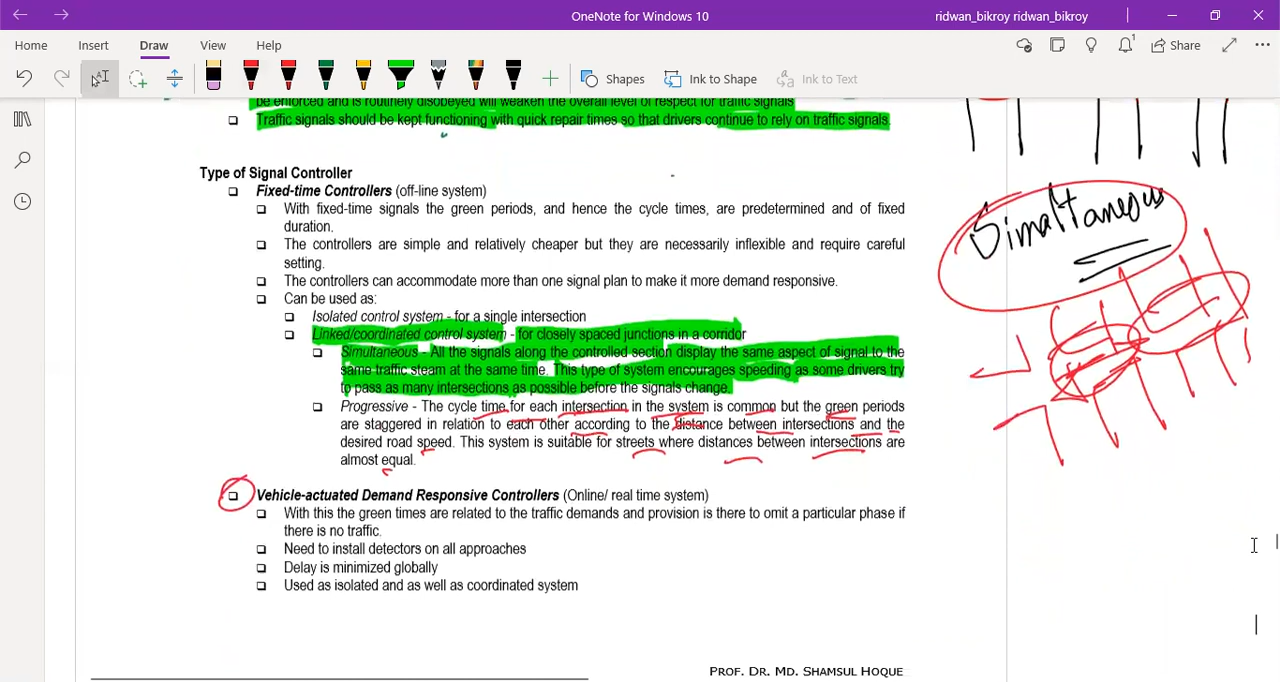 OneNote for Windows 10
ridwan_bikroy ridwan_bikroy
Home Insert Draw View Help
Share
Shapes Ink to Shape Ink to Text
be enforced and is routinely disobeyed will weaken the overall level of respect for traffic signals
Traffic signals should be kept functioning with quick repair times so that drivers continue to rely on traffic signals.
Type of Signal Controller
Fixed-time Controllers (off-line system)
With fixed-time signals the green periods, and hence the cycle times, are predetermined and of fixed
duration.
The controllers are simple and relatively cheaper but they are necessarily inflexible and require careful
setting.
The controllers can accommodate more than one signal plan to make it more demand responsive.
Can be used as:
Isolated control system - for a single intersection
Linked/coordinated control system - for closely spaced junctions in a corridor
Simultaneous - All the signals along the controlled section display the same aspect of signal to the
same traffic steam at the same time. This type of system encourages speeding as some drivers try
to pass as many intersections as possible before the signals change.
Progressive - The cycle time for each intersection in the system is common but the green periods
are staggered in relation to each other according to the distance between intersections and the
desired road speed. This system is suitable for streets where distances between intersections are
almost equal.
Vehicle-actuated Demand Responsive Controllers (Online/ real time system)
With this the green times are related to the traffic demands and provision is there to omit a particular phase if
there is no traffic.
Need to install detectors on all approaches
Delay is minimized globally
Used as isolated and as well as coordinated system
PROF. DR. MD. SHAMSUL HOQUE
Simaltaneous